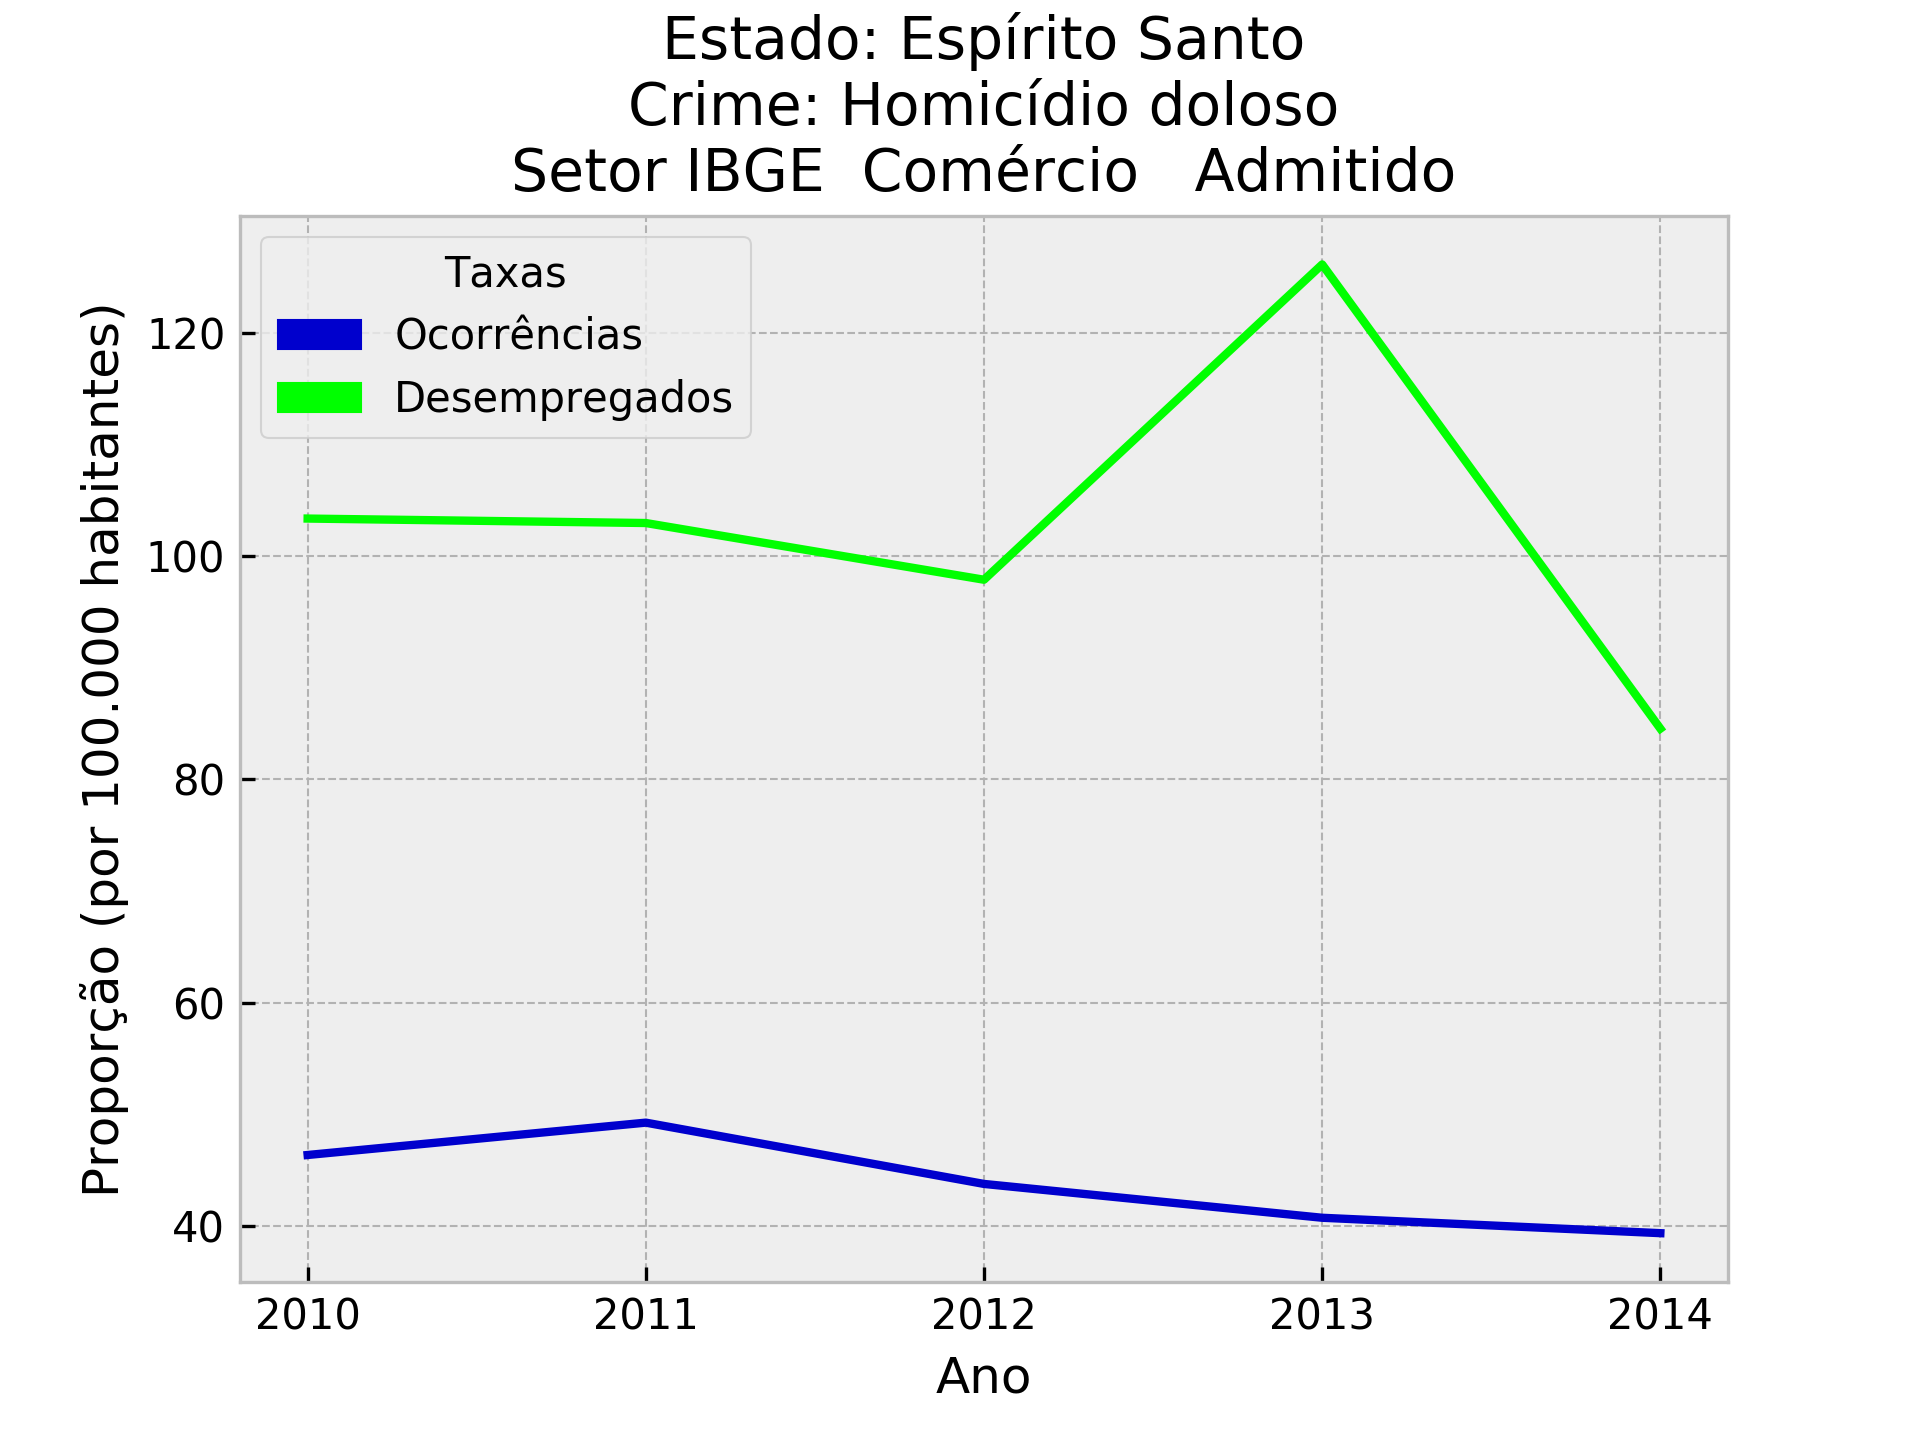 Estado: Espírito Santo
Crime: Homicídio doloso
Setor IBGE  Comércio   Admitido
Taxas
Ocorrências
Desempregados
Proporção (por 100.000 habitantes)
120
100
80
60
40
2010 2011 2012 2013 2014
Ano